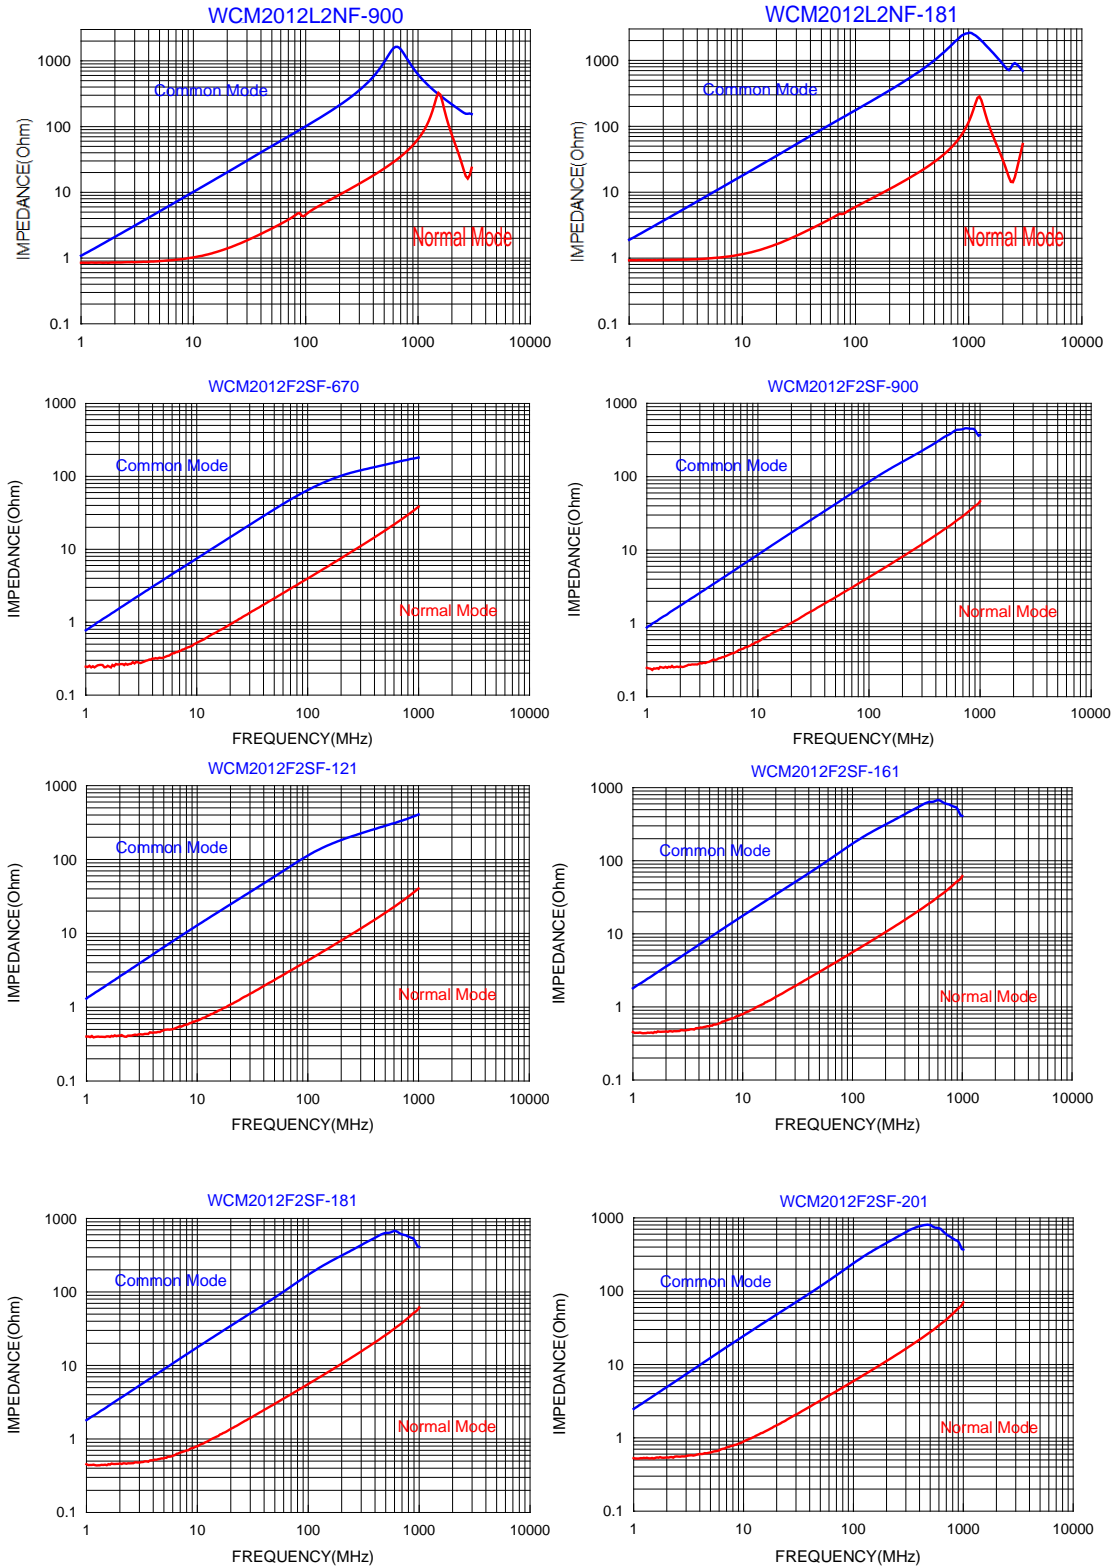 WCM2012L2NF-900
IMPEDANCE(Ohm)
1000
100
10
1
0.1
Common Mode
Normal Mode
1 10 100 1000 10000
WCM2012L2NF-181
IMPEDANCE(Ohm)
1000
100
10
1
0.1
Common Mode
Normal Mode
1 10 100 1000 10000
WCM2012F2SF-670
IMPEDANCE(Ohm)
1000
100
10
1
0.1
Common Mode
Normal Mode
1 10 100 1000 10000
FREQUENCY(MHz)
WCM2012F2SF-900
IMPEDANCE(Ohm)
1000
100
10
1
0.1
Common Mode
Normal Mode
1 10 100 1000 10000
FREQUENCY(MHz)
WCM2012F2SF-121
IMPEDANCE(Ohm)
1000
100
10
1
0.1
Common Mode
Normal Mode
1 10 100 1000 10000
FREQUENCY(MHz)
WCM2012F2SF-161
IMPEDANCE(Ohm)
1000
100
10
1
0.1
Common Mode
Normal Mode
1 10 100 1000 10000
FREQUENCY(MHz)
WCM2012F2SF-181
IMPEDANCE(Ohm)
1000
100
10
1
0.1
Common Mode
Normal Mode
1 10 100 1000 10000
FREQUENCY(MHz)
WCM2012F2SF-201
IMPEDANCE(Ohm)
1000
100
10
1
0.1
Common Mode
Normal Mode
1 10 100 1000 10000
FREQUENCY(MHz)